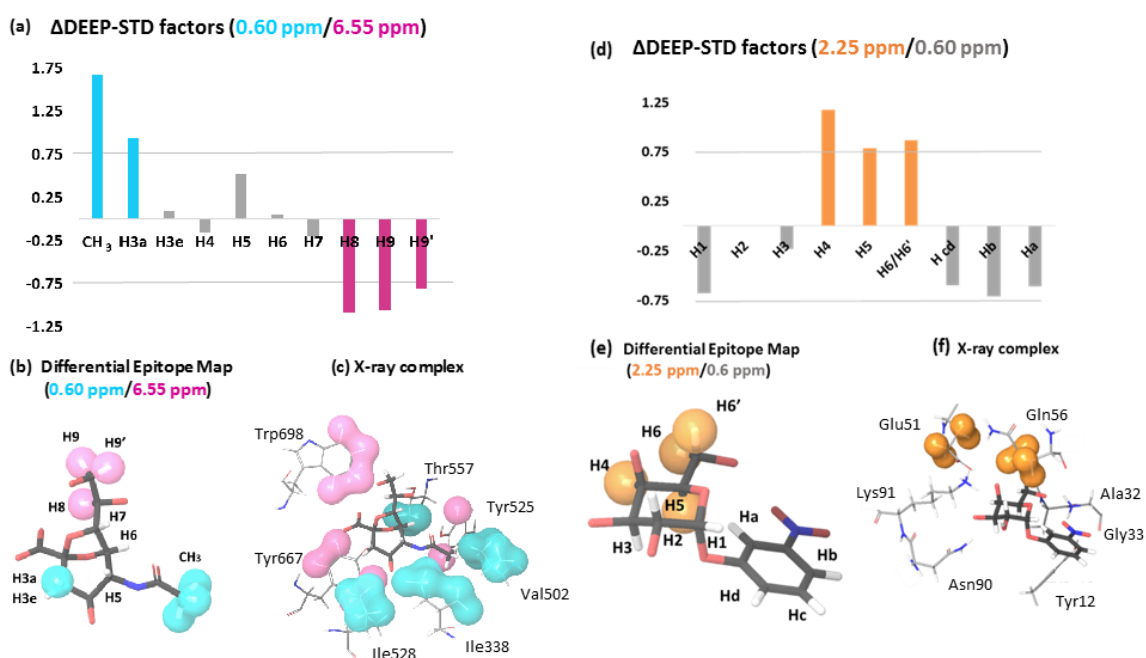 (a) ΔDEEP-STD factors (0.60 ppm/6.55 ppm)
1.75
1.25
0.75
0.25
-0.25
-0.75
-1.25
CH₃ H3a H3e H4 H5 H6 H7 H8 H9 H9'
(d) ΔDEEP-STD factors (2.25 ppm/0.60 ppm)
1.25
0.75
0.25
-0.25
-0.75
H1 H2 H3 H4 H5 H6/H6' H cd Hb Ha
(b) Differential Epitope Map
(0.60 ppm/6.55 ppm)
H9
H9'
H8
H7
H6
CH₃
H3a
H3e
H5
(c) X-ray complex
Trp698
Thr557
Tyr525
Tyr667
Val502
Ile338
Ile528
(e) Differential Epitope Map
(2.25 ppm/0.6 ppm)
H6'
H6
H4
H5
Ha
H3
H2
H1
Hb
Hd
Hc
(f) X-ray complex
Glu51
Gln56
Lys91
Ala32
Gly33
Asn90
Tyr12